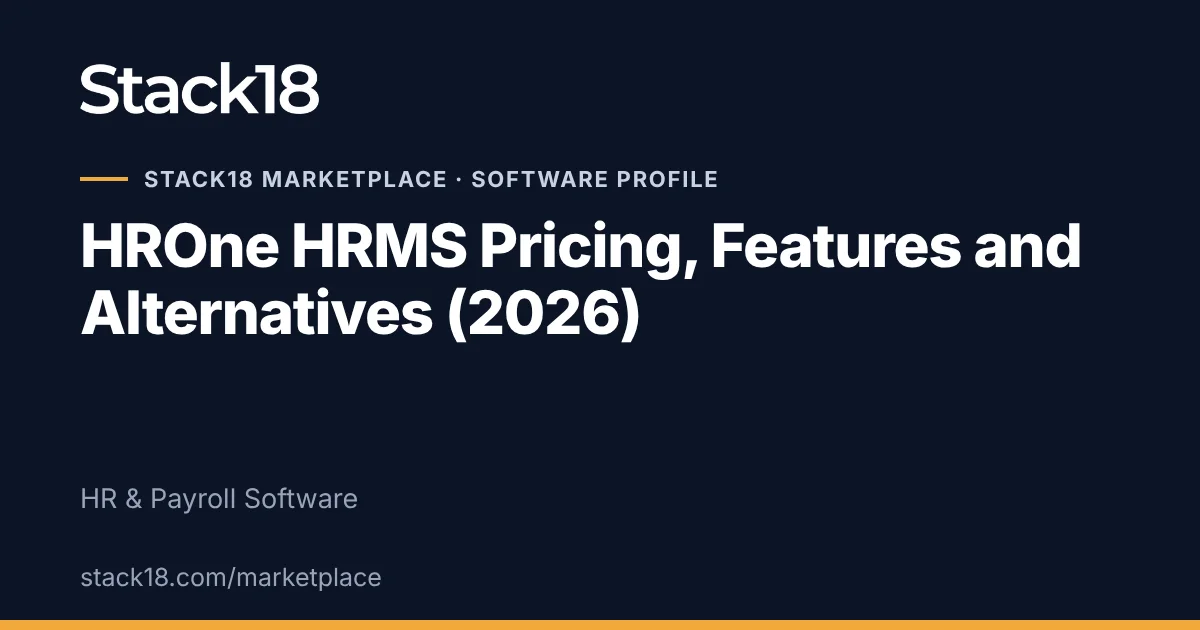 Stack18
STACK18 MARKETPLACE · SOFTWARE PROFILE
HROne HRMS Pricing, Features and
Alternatives (2026)
HR & Payroll Software
stack18.com/marketplace